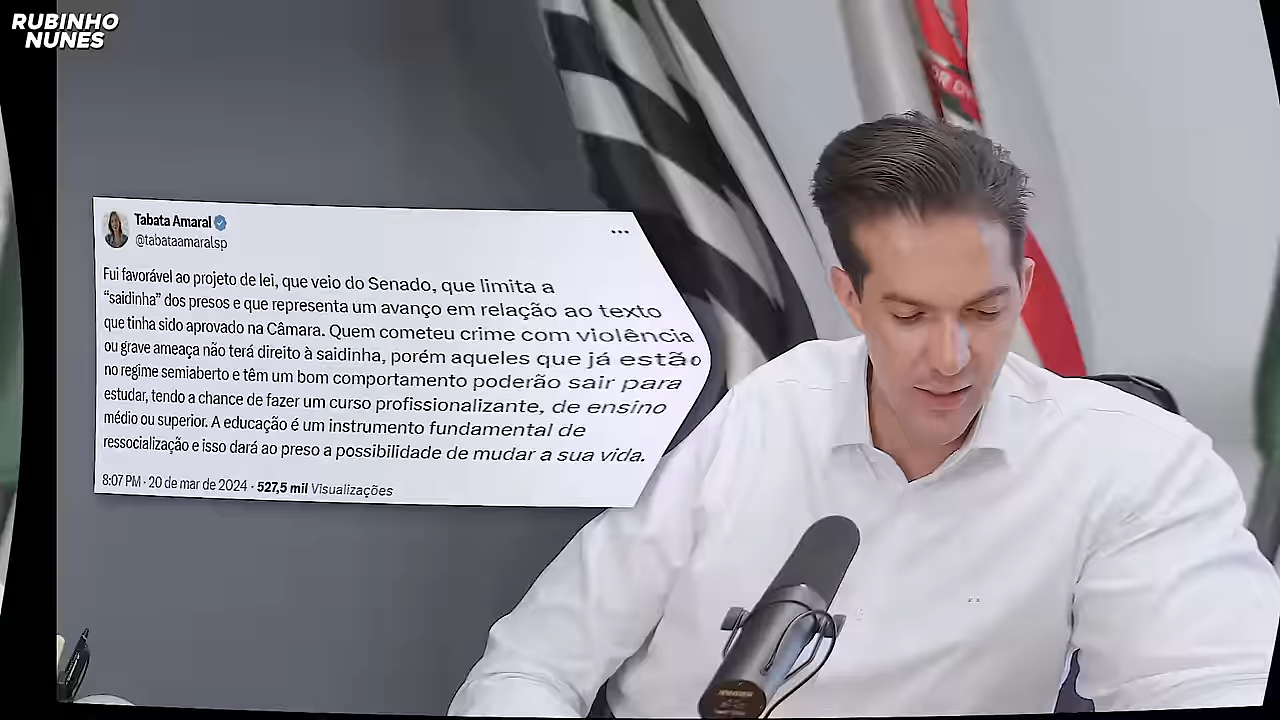 RUBINHO
NUNES
Tabata Amaral
@tabataamaralsp
Fui favorável ao projeto de lei, que veio do Senado, que limita a
“saidinha” dos presos e que representa um avanço em relação ao texto
que tinha sido aprovado na Câmara. Quem cometeu crime com violência
ou grave ameaça não terá direito à saidinha, porém aqueles que já estão
no regime semiaberto e têm um bom comportamento poderão sair para
estudar, tendo a chance de fazer um curso profissionalizante, de ensino
médio ou superior. A educação é um instrumento fundamental de
ressocialização e isso dará ao preso a possibilidade de mudar a sua vida.
8:07 PM · 20 de mar de 2024 · 527,5 mil Visualizações